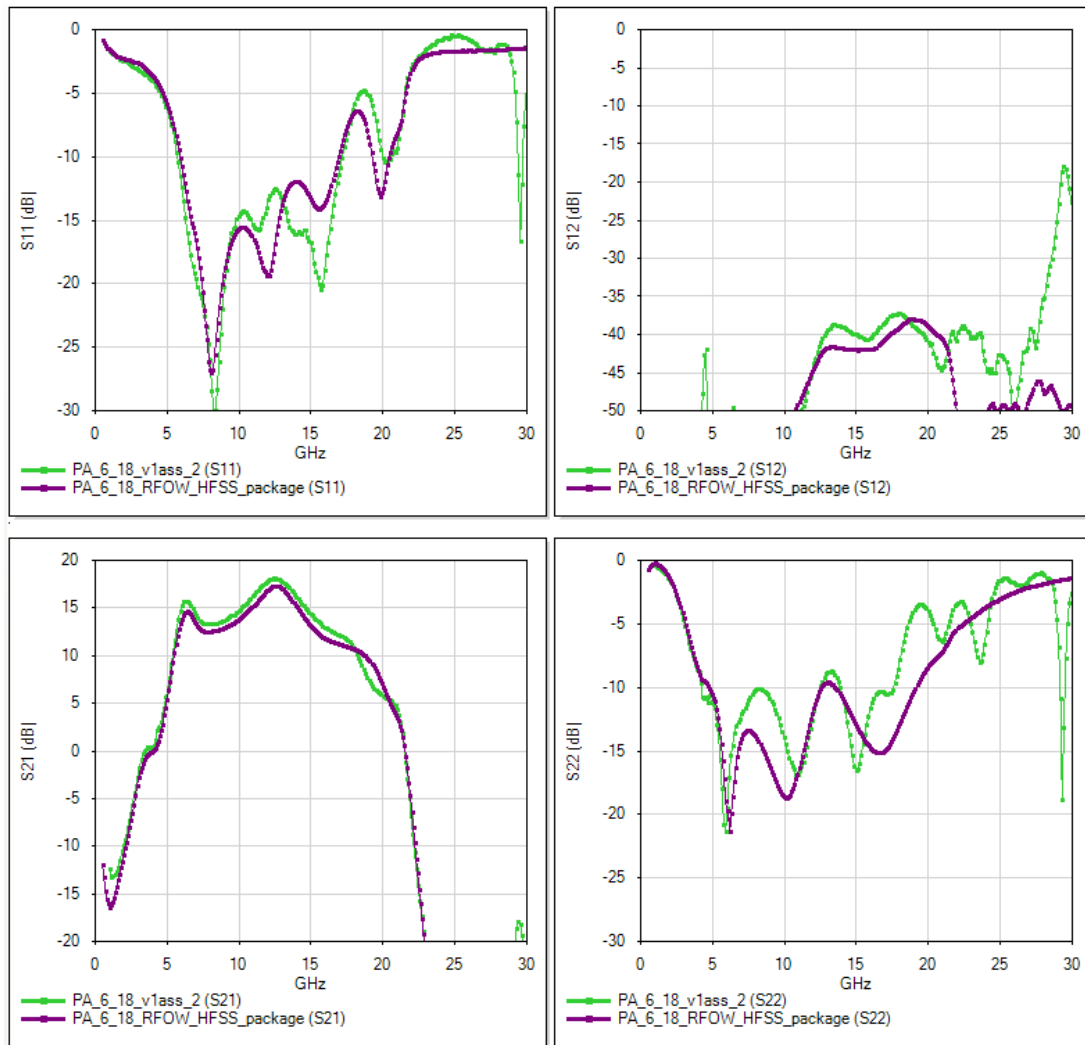 S11 |dB|
0
-5
-10
-15
-20
-25
-30
0 5 10 15 20 25 30
GHz
PA_6_18_v1ass_2 (S11)
PA_6_18_RFOW_HFSS_package (S11)
S12 |dB|
0
-5
-10
-15
-20
-25
-30
-35
-40
-45
-50
0 5 10 15 20 25 30
GHz
PA_6_18_v1ass_2 (S12)
PA_6_18_RFOW_HFSS_package (S12)
S21 |dB|
20
15
10
5
0
-5
-10
-15
-20
0 5 10 15 20 25 30
GHz
PA_6_18_v1ass_2 (S21)
PA_6_18_RFOW_HFSS_package (S21)
S22 |dB|
0
-5
-10
-15
-20
-25
-30
0 5 10 15 20 25 30
GHz
PA_6_18_v1ass_2 (S22)
PA_6_18_RFOW_HFSS_package (S22)